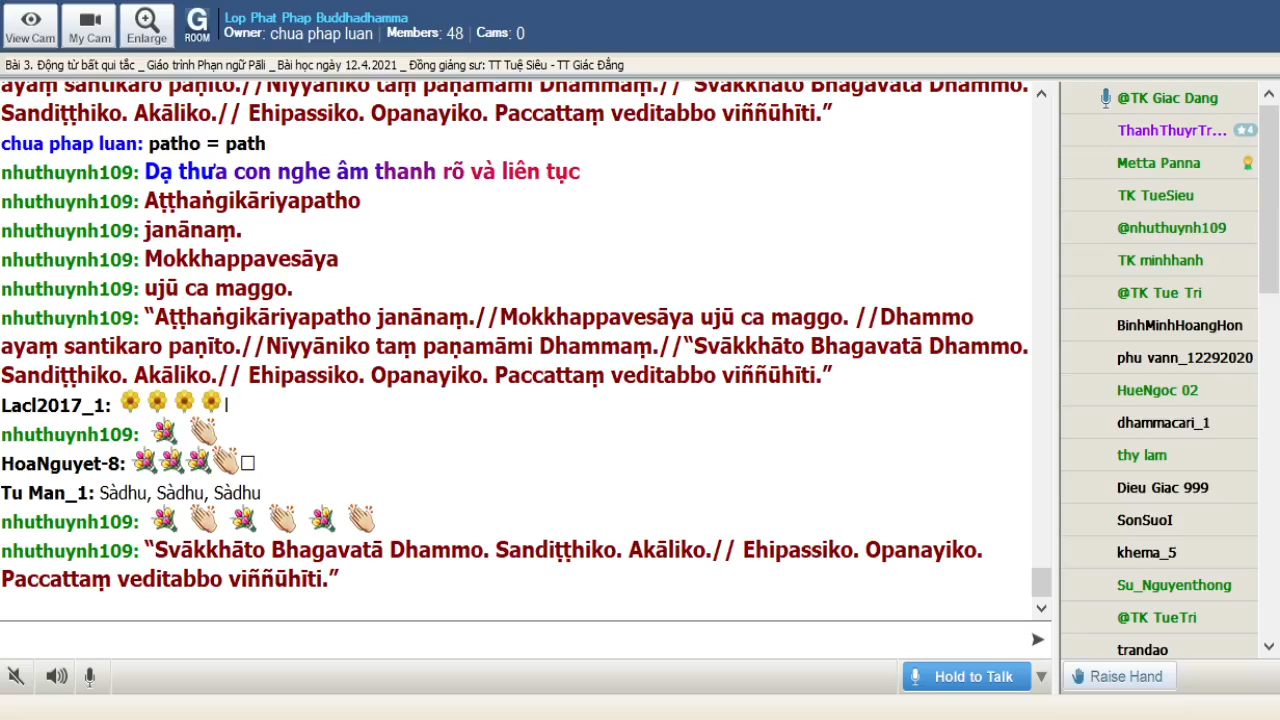 Lop Phat Phap Buddhadhamma
View Cam My Cam Enlarge G ROOM Owner: chua phap luan Members: 48 Cams: 0
Bài 3. Động từ bất qui tắc _ Giáo trình Phạn ngữ Pāli _ Bài học ngày 12.4.2021 _ Đồng giảng sư: TT Tuệ Siêu - TT Giác Đẳng
ayaṃ santikaro paṇīto.//Nīyyāniko taṃ paṇamāmi Dhammaṃ.//“Svākkhāto Bhagavatā Dhammo.
Sandiṭṭhiko. Akāliko.// Ehipassiko. Opanayiko. Paccattaṃ veditabbo viññūhīti.”
chua phap luan: patho = path
nhuthuynh109: Dạ thưa con nghe âm thanh rõ và liên tục
nhuthuynh109: Aṭṭhaṅgikāriyapatho
nhuthuynh109: janānaṃ.
nhuthuynh109: Mokkhappavesāya
nhuthuynh109: ujū ca maggo.
nhuthuynh109: “Aṭṭhaṅgikāriyapatho janānaṃ.//Mokkhappavesāya ujū ca maggo. //Dhammo
ayaṃ santikaro paṇīto.//Nīyyāniko taṃ paṇamāmi Dhammaṃ.//“Svākkhāto Bhagavatā Dhammo.
Sandiṭṭhiko. Akāliko.// Ehipassiko. Opanayiko. Paccattaṃ veditabbo viññūhīti.”
Lacl2017_1: l
nhuthuynh109:
HoaNguyet-8:
Tu Man_1: Sàdhu, Sàdhu, Sàdhu
nhuthuynh109:
nhuthuynh109: “Svākkhāto Bhagavatā Dhammo. Sandiṭṭhiko. Akāliko.// Ehipassiko. Opanayiko.
Paccattaṃ veditabbo viññūhīti.”
@TK Giac Dang
ThanhThuyrTr... ★4
Metta Panna
TK TueSieu
@nhuthuynh109
TK minhhanh
@TK Tue Tri
BinhMinhHoangHon
phu vann_12292020
HueNgoc 02
dhammacari_1
thy lam
Dieu Giac 999
SonSuoI
khema_5
Su_Nguyenthong
@TK TueTri
trandao
Hold to Talk
Raise Hand